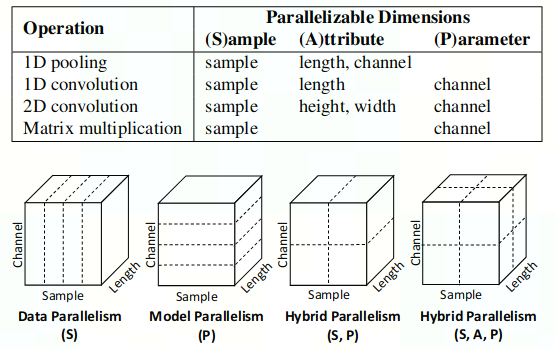 Operation Parallelizable Dimensions
(S)ample (A)ttribute (P)arameter
1D pooling sample length, channel
1D convolution sample length channel
2D convolution sample height, width channel
Matrix multiplication sample channel
Channel Sample Length
Channel Sample Length
Channel Sample Length
Channel Sample Length
Data Parallelism Model Parallelism Hybrid Parallelism Hybrid Parallelism
(S) (P) (S, P) (S, A, P)